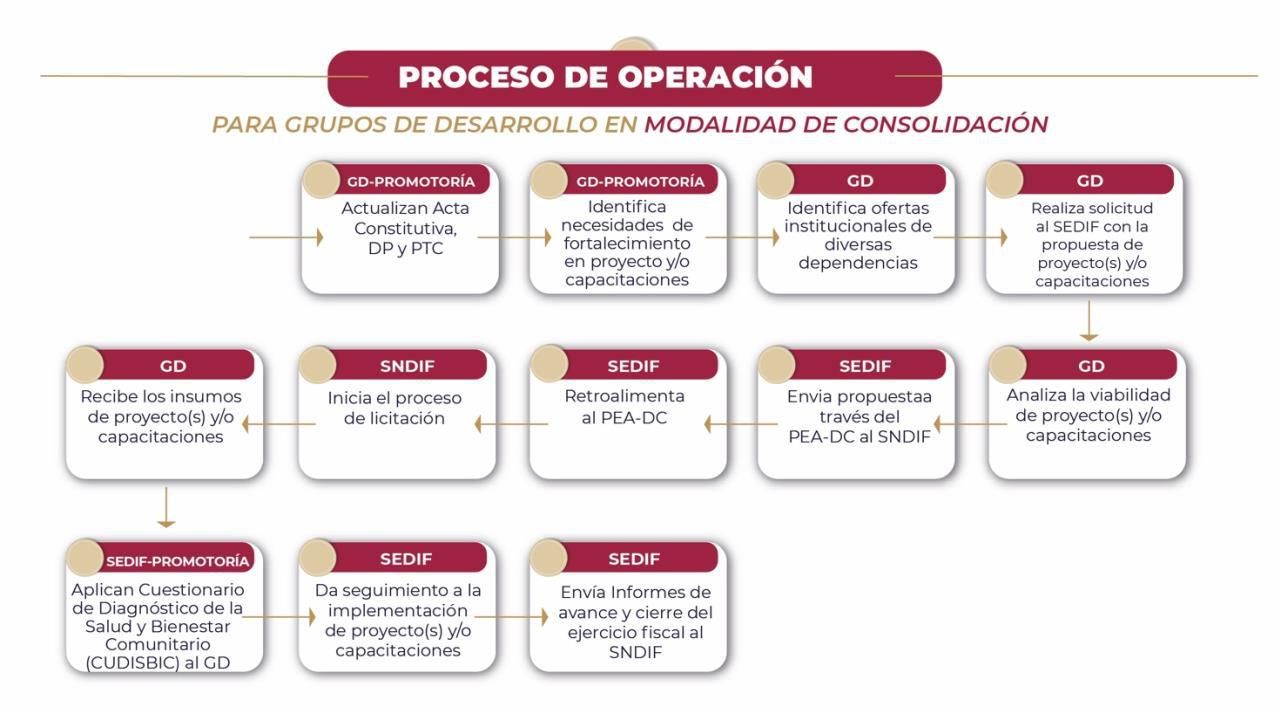 PROCESO DE OPERACIÓN
PARA GRUPOS DE DESARROLLO EN MODALIDAD DE CONSOLIDACIÓN
GD-PROMOTORÍA
Actualizan Acta
Constitutiva,
DP y PTC
GD-PROMOTORÍA
Identifica
necesidades de
fortalecimiento
en proyecto y/o
capacitaciones
GD
Identifica ofertas
institucionales de
diversas
dependencias
GD
Realiza solicitud
al SEDIF con la
propuesta de
proyecto(s) y/o
capacitaciones
GD
Analiza la viabilidad
de proyecto(s) y/o
capacitaciones
SEDIF
Envia propuestaa
través del
PEA-DC al SNDIF
SEDIF
Retroalimenta
al PEA-DC
SNDIF
Inicia el proceso
de licitación
GD
Recibe los insumos
de proyecto(s) y/o
capacitaciones
SEDIF-PROMOTORÍA
Aplican Cuestionario
de Diagnóstico de la
Salud y Bienestar
Comunitario
(CUDISBIC) al GD
SEDIF
Da seguimiento a la
implementación
de proyecto(s) y/o
capacitaciones
SEDIF
Envía Informes de
avance y cierre del
ejercicio fiscal al
SNDIF